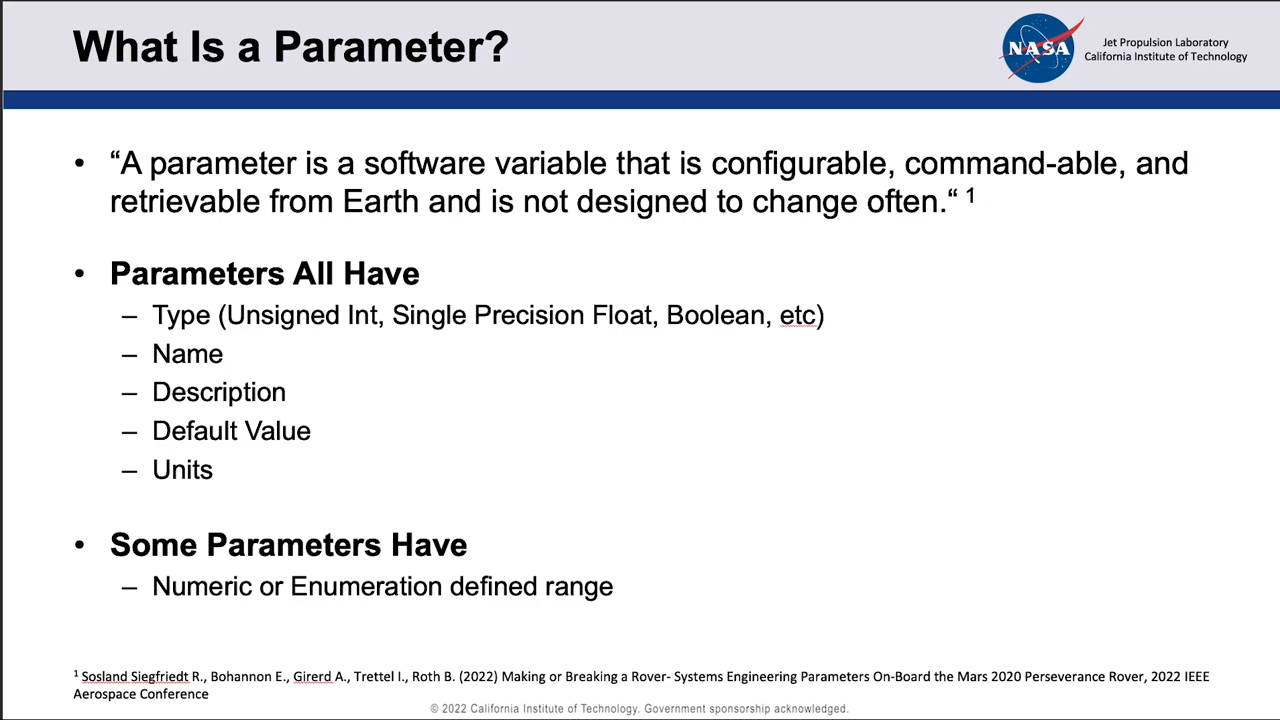 What Is a Parameter?
NASA
Jet Propulsion Laboratory
California Institute of Technology
• “A parameter is a software variable that is configurable, command-able, and
retrievable from Earth and is not designed to change often.“ 1
• Parameters All Have
– Type (Unsigned Int, Single Precision Float, Boolean, etc)
– Name
– Description
– Default Value
– Units
• Some Parameters Have
– Numeric or Enumeration defined range
1 Sosland Siegfriedt R., Bohannon E., Girerd A., Trettel I., Roth B. (2022) Making or Breaking a Rover- Systems Engineering Parameters On-Board the Mars 2020 Perseverance Rover, 2022 IEEE
Aerospace Conference
© 2022 California Institute of Technology. Government sponsorship acknowledged.